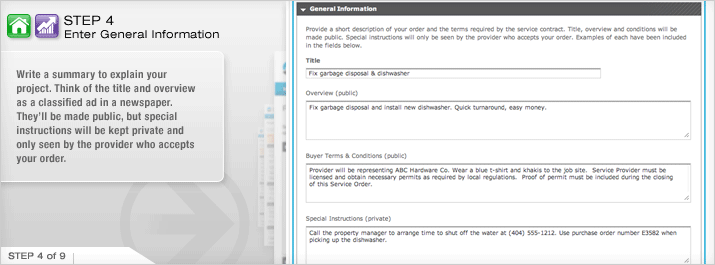 STEP 4
Enter General Information
Write a summary to explain your
project. Think of the title and overview
as a classified ad in a newspaper.
They'll be made public, but special
instructions will be kept private and
only seen by the provider who accepts
your order.
STEP 4 of 9
General Information
Provide a short description of your order and the terms required by the service contract. Title, overview and conditions will be
made public. Special instructions will only be seen by the provider who accepts your order. Examples of each have been included
in the fields below.
Title
Fix garbage disposal & dishwasher
Overview (public)
Fix garbage disposal and install new dishwasher. Quick turnaround, easy money.
Buyer Terms & Conditions (public)
Provider will be representing ABC Hardware Co. Wear a blue t-shirt and khakis to the job site. Service Provider must be
licensed and obtain necessary permits as required by local regulations. Proof of permit must be included during the closing
of this Service Order.
Special Instructions (private)
Call the property manager to arrange time to shut off the water at (404) 555-1212. Use purchase order number E3582 when
picking up the dishwasher.